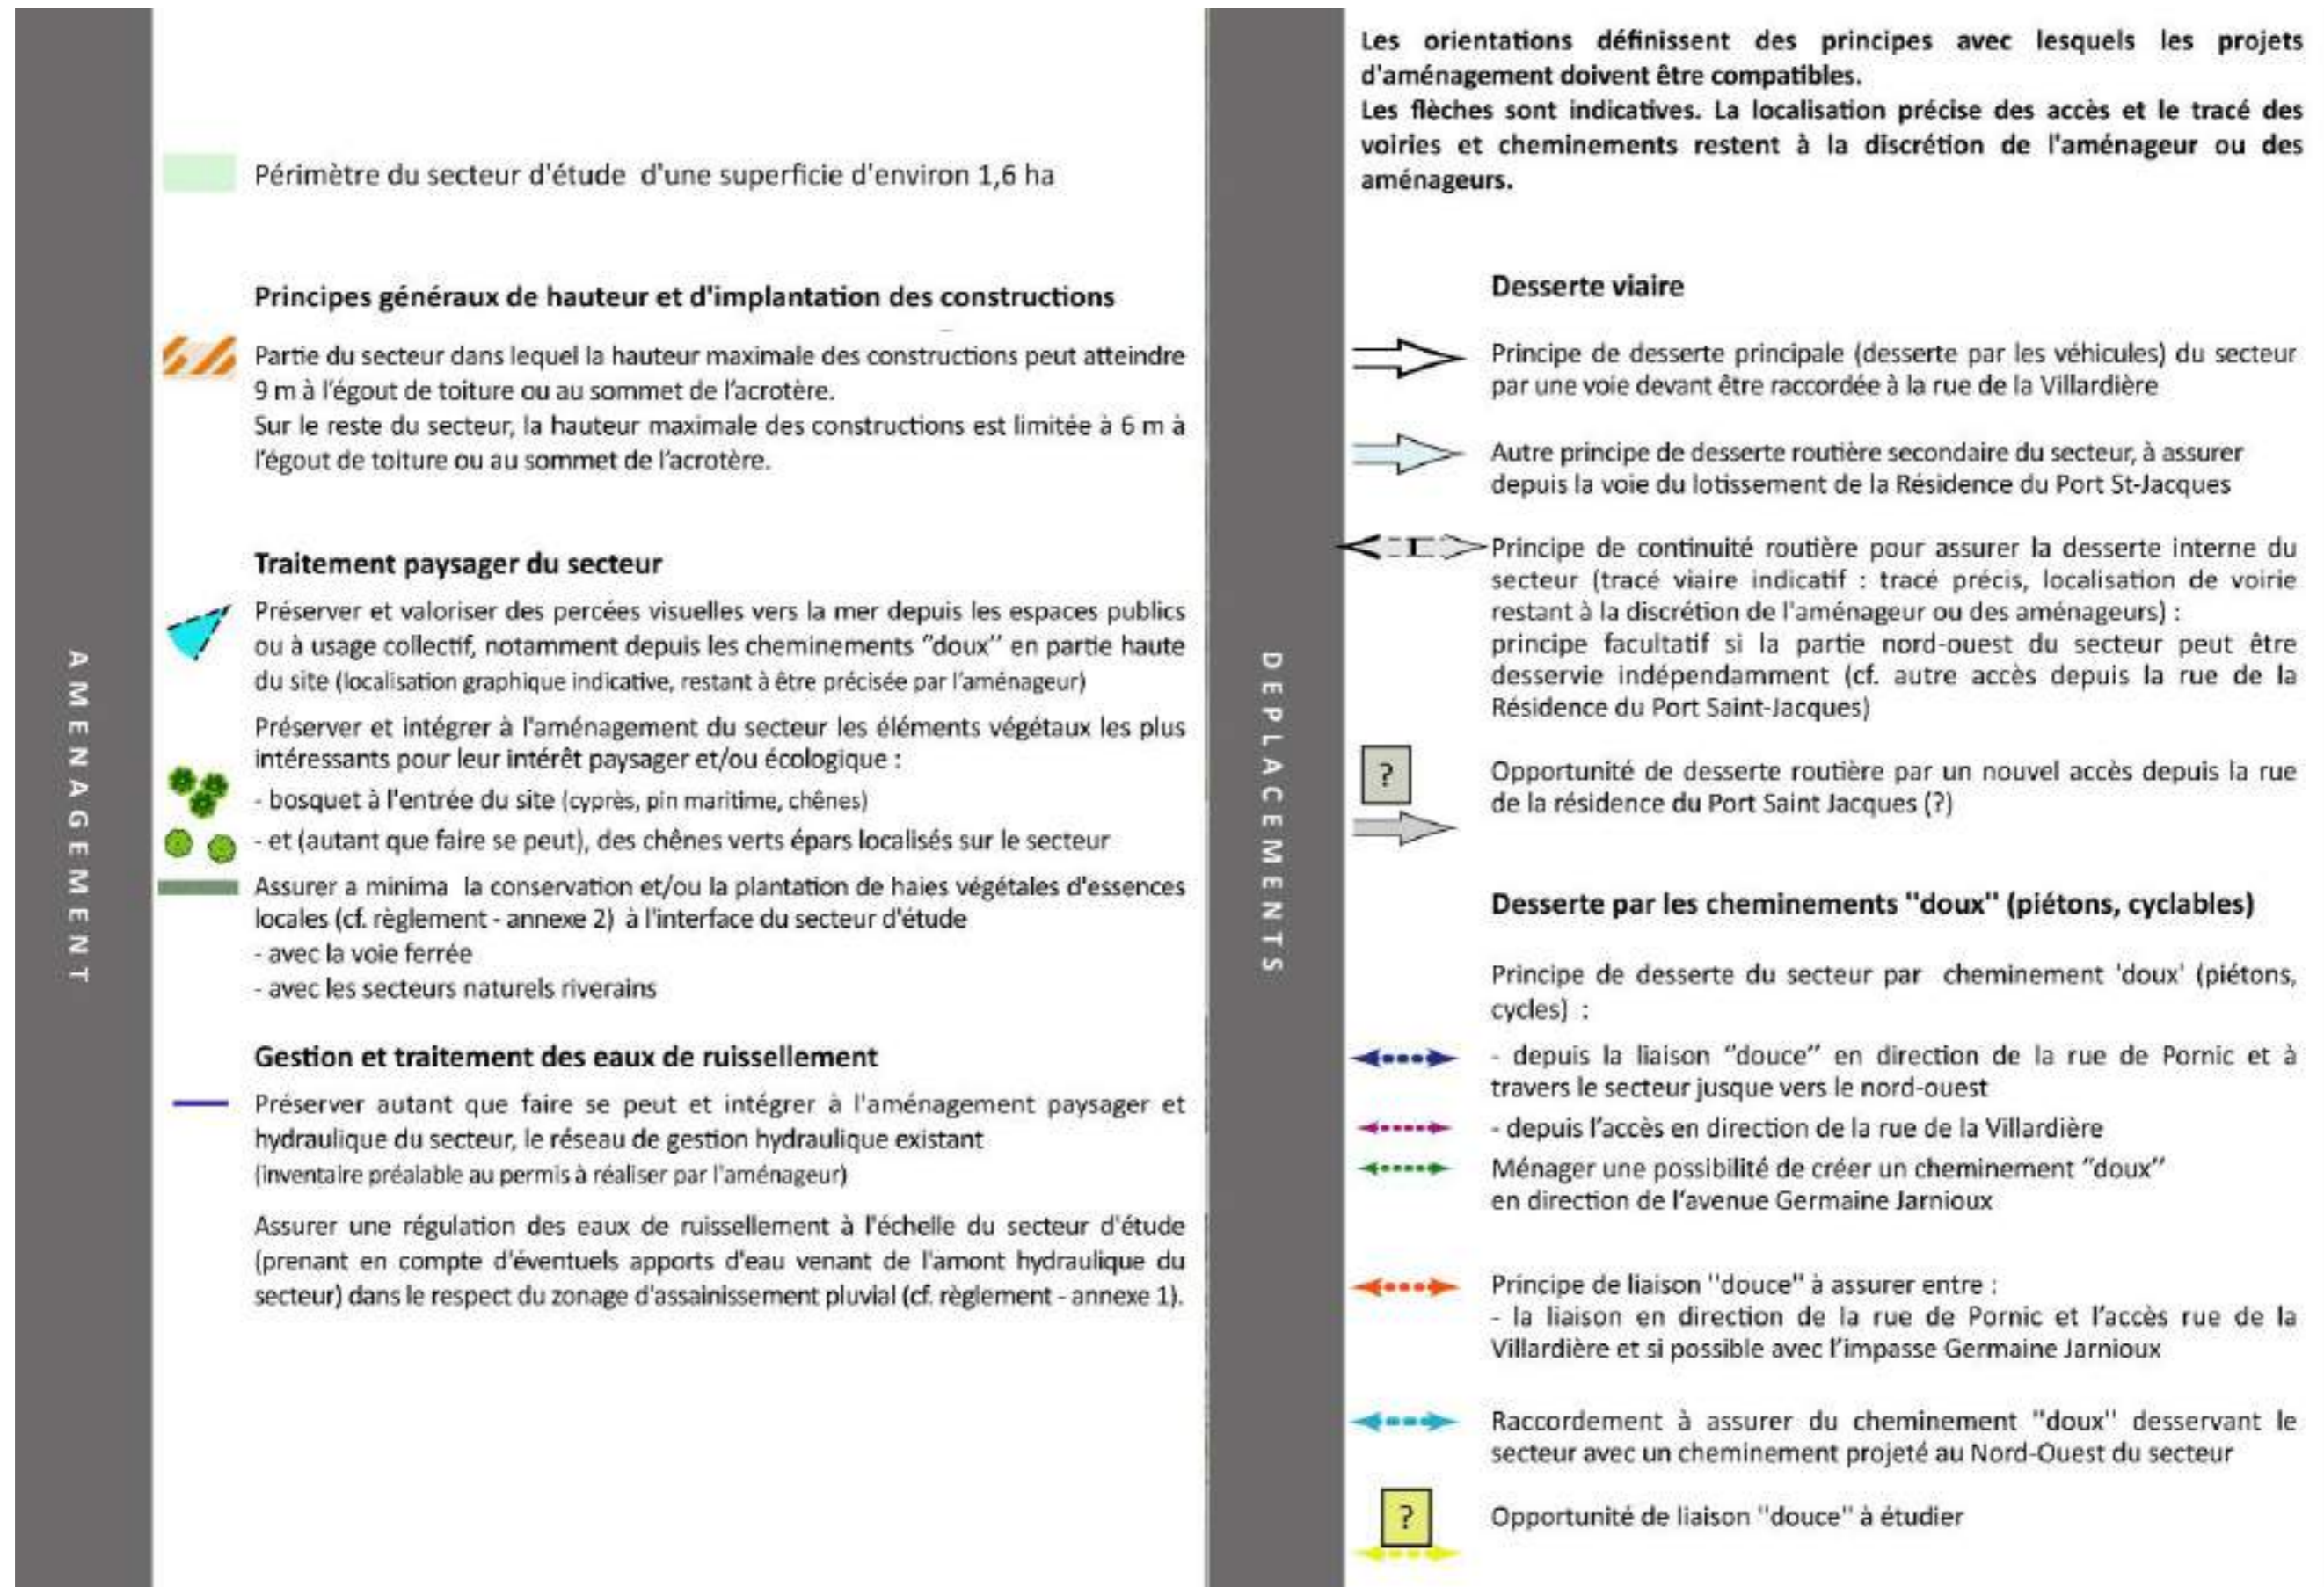 AMENAGEMENT
Périmètre du secteur d'étude d'une superficie d'environ 1,6 ha
Principes généraux de hauteur et d'implantation des constructions
Partie du secteur dans lequel la hauteur maximale des constructions peut atteindre
9 m à l'égout de toiture ou au sommet de l'acrotère.
Sur le reste du secteur, la hauteur maximale des constructions est limitée à 6 m à
l'égout de toiture ou au sommet de l'acrotère.
Traitement paysager du secteur
Préserver et valoriser des percées visuelles vers la mer depuis les espaces publics
ou à usage collectif, notamment depuis les cheminements "doux" en partie haute
du site (localisation graphique indicative, restant à être précisée par l'aménageur)
Préserver et intégrer à l'aménagement du secteur les éléments végétaux les plus
intéressants pour leur intérêt paysager et/ou écologique :
- bosquet à l'entrée du site (cyprès, pin maritime, chênes)
- et (autant que faire se peut), des chênes verts épars localisés sur le secteur
Assurer a minima la conservation et/ou la plantation de haies végétales d'essences
locales (cf. règlement - annexe 2) à l'interface du secteur d'étude
- avec la voie ferrée
- avec les secteurs naturels riverains
Gestion et traitement des eaux de ruissellement
Préserver autant que faire se peut et intégrer à l'aménagement paysager et
hydraulique du secteur, le réseau de gestion hydraulique existant
(inventaire préalable au permis à réaliser par l'aménageur)
Assurer une régulation des eaux de ruissellement à l'échelle du secteur d'étude
(prenant en compte d'éventuels apports d'eau venant de l'amont hydraulique du
secteur) dans le respect du zonage d'assainissement pluvial (cf. règlement - annexe 1).
DEPLACEMENTS
Les orientations définissent des principes avec lesquels les projets
d'aménagement doivent être compatibles.
Les flèches sont indicatives. La localisation précise des accès et le tracé des
voiries et cheminements restent à la discrétion de l'aménageur ou des
aménageurs.
Desserte viaire
Principe de desserte principale (desserte par les véhicules) du secteur
par une voie devant être raccordée à la rue de la Villardière
Autre principe de desserte routière secondaire du secteur, à assurer
depuis la voie du lotissement de la Résidence du Port St-Jacques
Principe de continuité routière pour assurer la desserte interne du
secteur (tracé viaire indicatif : tracé précis, localisation de voirie
restant à la discrétion de l'aménageur ou des aménageurs) :
principe facultatif si la partie nord-ouest du secteur peut être
desservie indépendamment (cf. autre accès depuis la rue de la
Résidence du Port Saint-Jacques)
?
Opportunité de desserte routière par un nouvel accès depuis la rue
de la résidence du Port Saint Jacques (?)
Desserte par les cheminements "doux" (piétons, cyclables)
Principe de desserte du secteur par cheminement 'doux' (piétons,
cycles) :
- depuis la liaison "douce" en direction de la rue de Pornic et à
travers le secteur jusque vers le nord-ouest
- depuis l'accès en direction de la rue de la Villardière
Ménager une possibilité de créer un cheminement "doux"
en direction de l'avenue Germaine Jarnioux
Principe de liaison "douce" à assurer entre :
- la liaison en direction de la rue de Pornic et l'accès rue de la
Villardière et si possible avec l'impasse Germaine Jarnioux
Raccordement à assurer du cheminement "doux" desservant le
secteur avec un cheminement projeté au Nord-Ouest du secteur
?
Opportunité de liaison "douce" à étudier